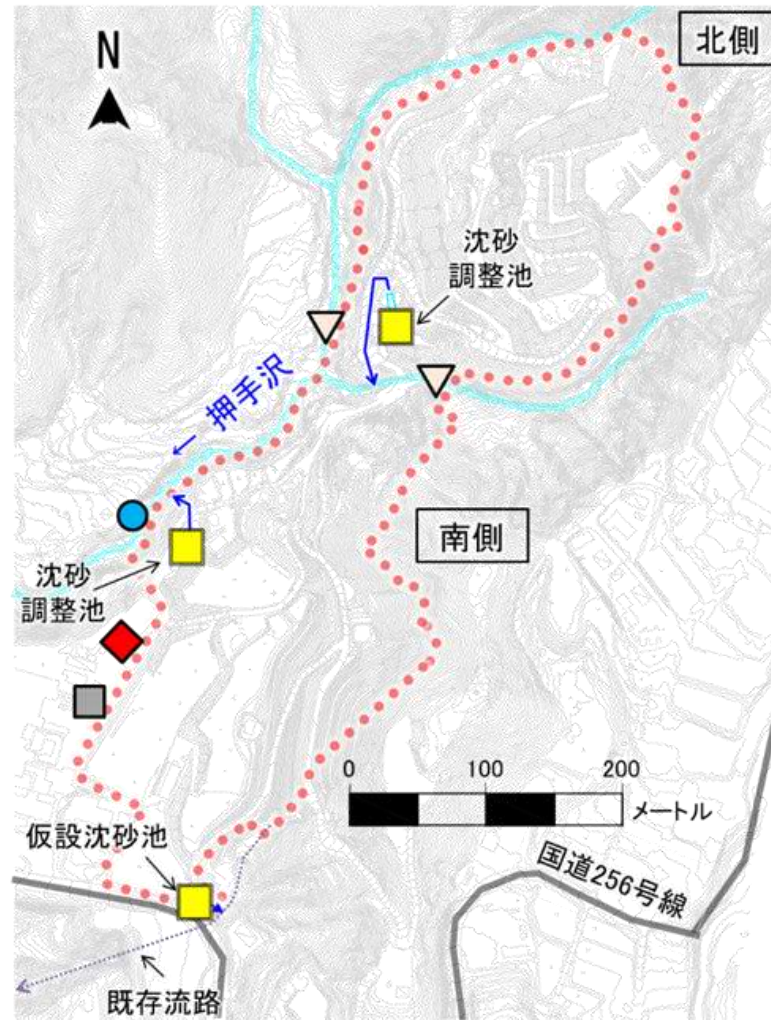 北側
N
沈砂
調整池
← 押手沢
南側
沈砂
調整池
0 100 200
メートル
仮設沈砂池
国道256号線
既存流路